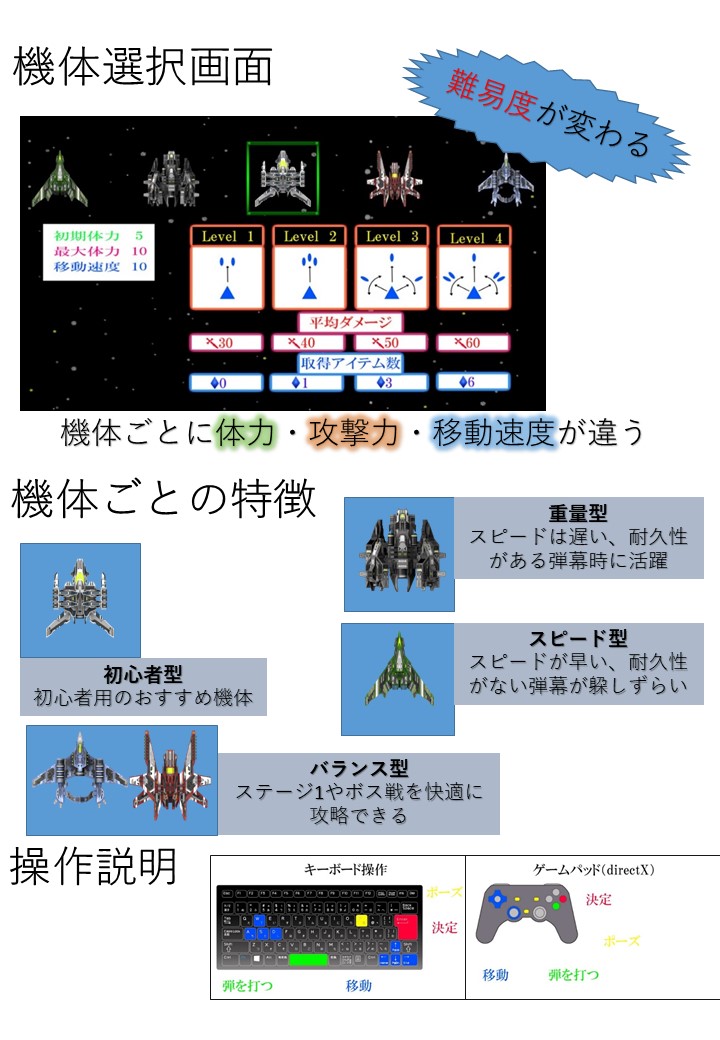 機体選択画面
難易度が変わる
初期体力 5
最大体力 10
移動速度 10
Level 1
Level 2
Level 3
Level 4
平均ダメージ
30
40
50
60
取得アイテム数
0
1
3
6
機体ごとに体力・攻撃力・移動速度が違う
機体ごとの特徴
重量型
スピードは遅い、耐久性
がある弾幕時に活躍
初心者型
初心者用のおすすめ機体
スピード型
スピードが早い、耐久性
がない弾幕が躱しずらい
バランス型
ステージ1やボス戦を快適に
攻略できる
操作説明
キーボード操作
ポーズ
決定
弾を打つ
移動
ゲームパッド(directX)
決定
ポーズ
移動
弾を打つ